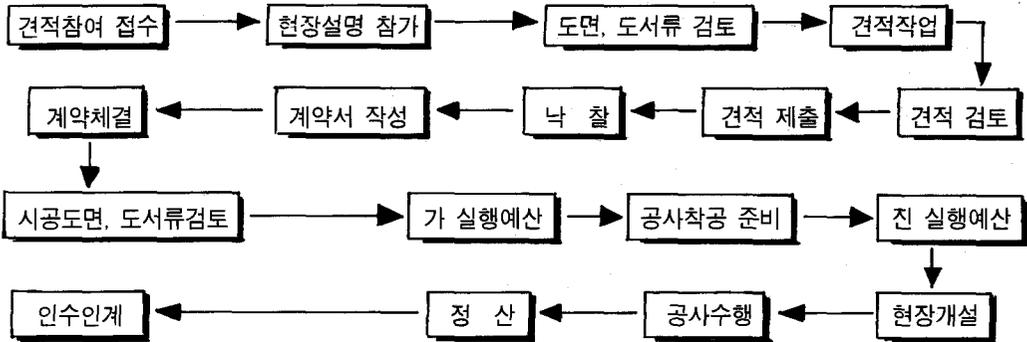 견적참여 접수
현장설명 참가
도면, 도서류 검토
견적작업
견적 검토
견적 제출
낙 찰
계약서 작성
계약체결
시공도면, 도서류검토
가 실행예산
공사착공 준비
진 실행예산
현장개설
공사수행
정 산
인수인계